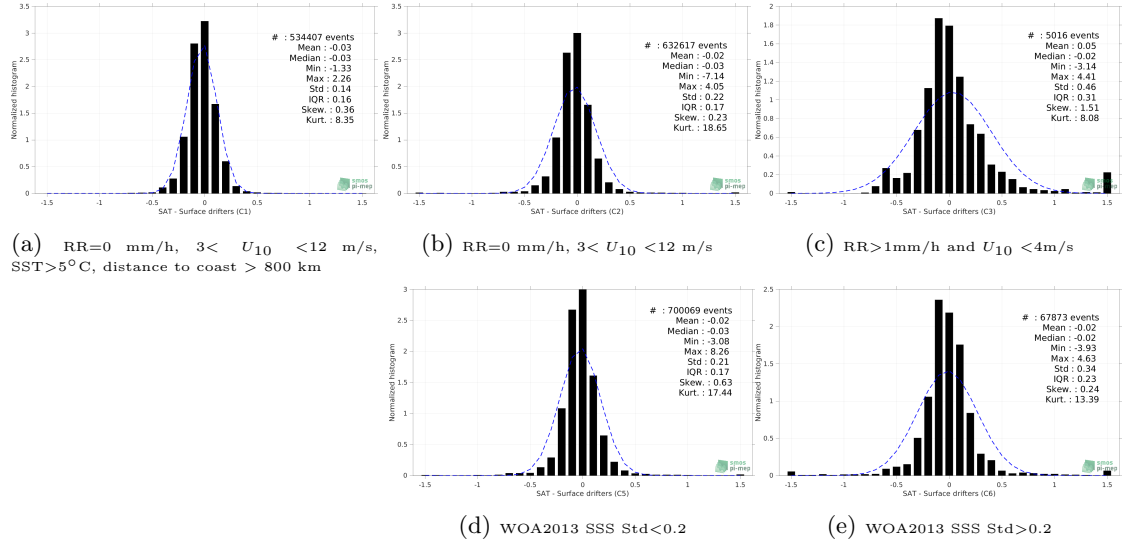 3.5
3
2.5
2
1.5
1
0.5
0
Normalized histogram
# : 534407 events
Mean : -0.03
Median : -0.03
Min : -1.33
Max : 2.26
Std : 0.14
IQR : 0.16
Skew. : 0.36
Kurt. : 8.35
smos
pi-mep
-1.5 -1 -0.5 0 0.5 1 1.5
SAT - Surface drifters (C1)
(a) RR=0 mm/h, 3< U10 <12 m/s,
SST>5°C, distance to coast > 800 km
3.5
3
2.5
2
1.5
1
0.5
0
Normalized histogram
# : 632617 events
Mean : -0.02
Median : -0.03
Min : -7.14
Max : 4.05
Std : 0.22
IQR : 0.17
Skew. : 0.23
Kurt. : 18.65
smos
pi-mep
-1.5 -1 -0.5 0 0.5 1 1.5
SAT - Surface drifters (C2)
(b) RR=0 mm/h, 3< U10 <12 m/s
2
1.8
1.6
1.4
1.2
1
0.8
0.6
0.4
0.2
0
Normalized histogram
# : 5016 events
Mean : 0.05
Median : -0.02
Min : -3.14
Max : 4.41
Std : 0.46
IQR : 0.31
Skew. : 1.51
Kurt. : 8.08
smos
pi-mep
-1.5 -1 -0.5 0 0.5 1 1.5
SAT - Surface drifters (C3)
(c) RR>1mm/h and U10 <4m/s
3
2.5
2
1.5
1
0.5
0
Normalized histogram
# : 700069 events
Mean : -0.02
Median : -0.03
Min : -3.08
Max : 8.26
Std : 0.21
IQR : 0.17
Skew. : 0.63
Kurt. : 17.44
smos
pi-mep
-1.5 -1 -0.5 0 0.5 1 1.5
SAT - Surface drifters (C5)
(d) WOA2013 SSS Std<0.2
2.5
2
1.5
1
0.5
0
Normalized histogram
# : 67873 events
Mean : -0.02
Median : -0.02
Min : -3.93
Max : 4.63
Std : 0.34
IQR : 0.23
Skew. : 0.24
Kurt. : 13.39
smos
pi-mep
-1.5 -1 -0.5 0 0.5 1 1.5
SAT - Surface drifters (C6)
(e) WOA2013 SSS Std>0.2